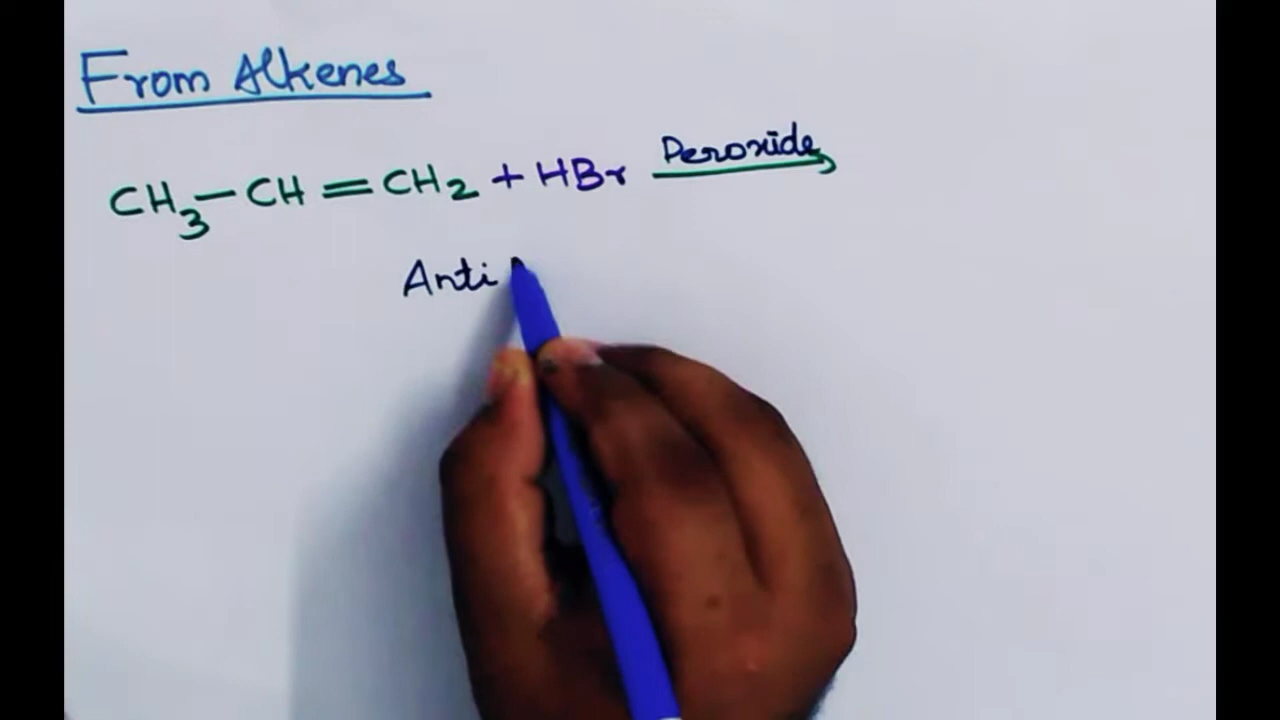 From Alkenes
CH₃—CH=CH₂ + HBr Peroxide→
Anti